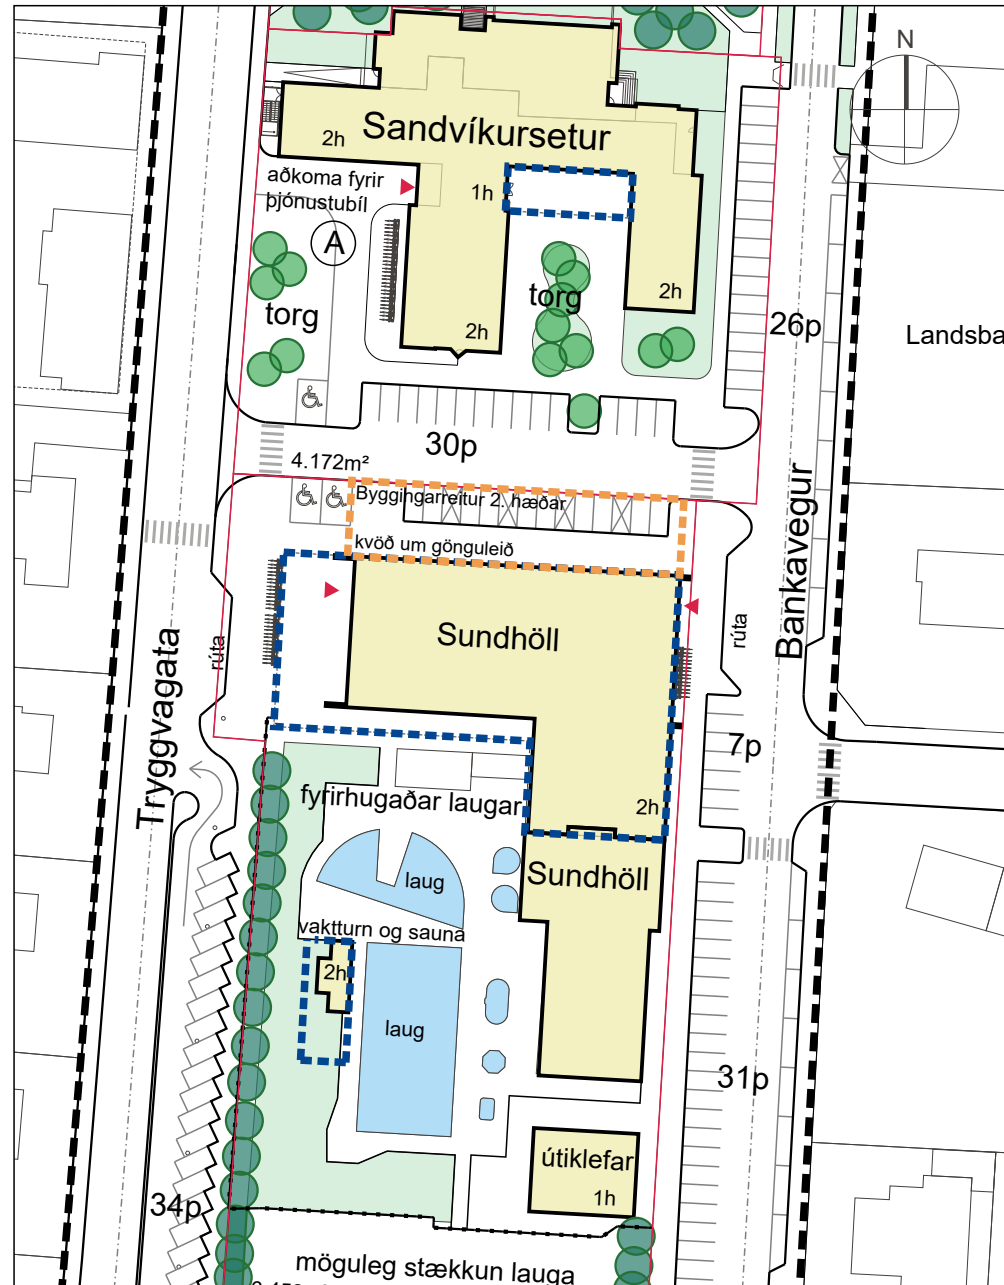 N
Sandvíkursetur
2h
aðkoma fyrir
þjónustubíl
1h
A
torg
torg
2h
2h
26p
Landsba
30p
4.172m²
Byggingarreitur 2. hæðar
kvöð um gönguleið
Sundhöll
rúta
rúta
Bankavegur
Tryggvagata
7p
2h
fyrirhugaðar laugar
Sundhöll
laug
vaktturn og sauna
2h
laug
31p
útiklefar
1h
34p
möguleg stækkun lauga